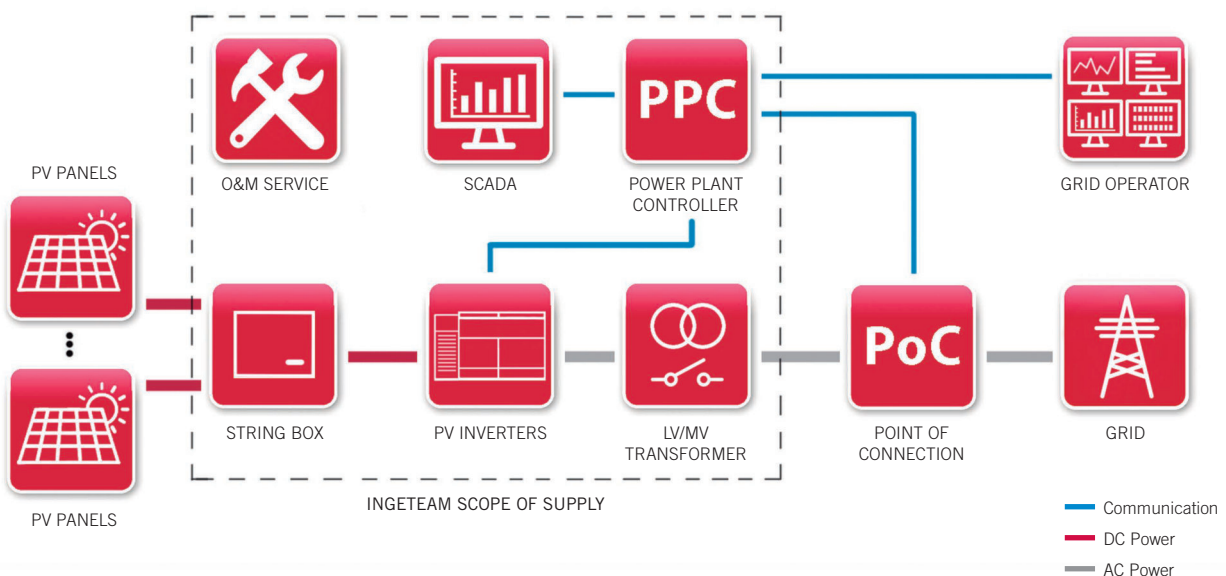 PPC
PV PANELS
O&M SERVICE
SCADA
POWER PLANT
CONTROLLER
GRID OPERATOR
PoC
STRING BOX
PV INVERTERS
LV/MV
TRANSFORMER
POINT OF
CONNECTION
GRID
PV PANELS
INGETEAM SCOPE OF SUPPLY
Communication
DC Power
AC Power